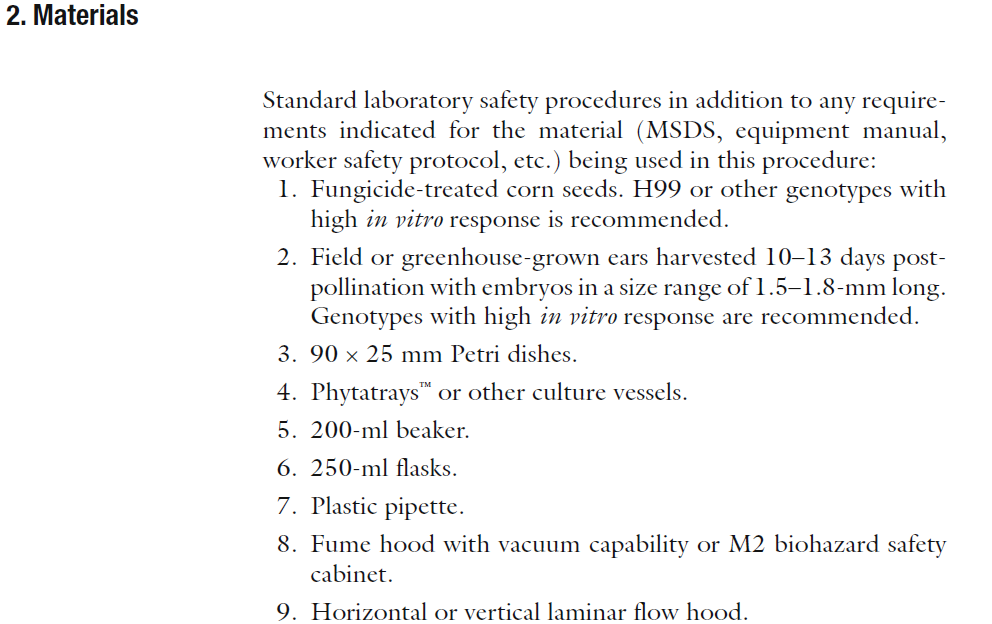 2. Materials
Standard laboratory safety procedures in addition to any require-
ments indicated for the material (MSDS, equipment manual,
worker safety protocol, etc.) being used in this procedure:
1. Fungicide-treated corn seeds. H99 or other genotypes with
high in vitro response is recommended.
2. Field or greenhouse-grown ears harvested 10–13 days post-
pollination with embryos in a size range of 1.5–1.8-mm long.
Genotypes with high in vitro response are recommended.
3. 90 × 25 mm Petri dishes.
4. Phytatrays™ or other culture vessels.
5. 200-ml beaker.
6. 250-ml flasks.
7. Plastic pipette.
8. Fume hood with vacuum capability or M2 biohazard safety
cabinet.
9. Horizontal or vertical laminar flow hood.